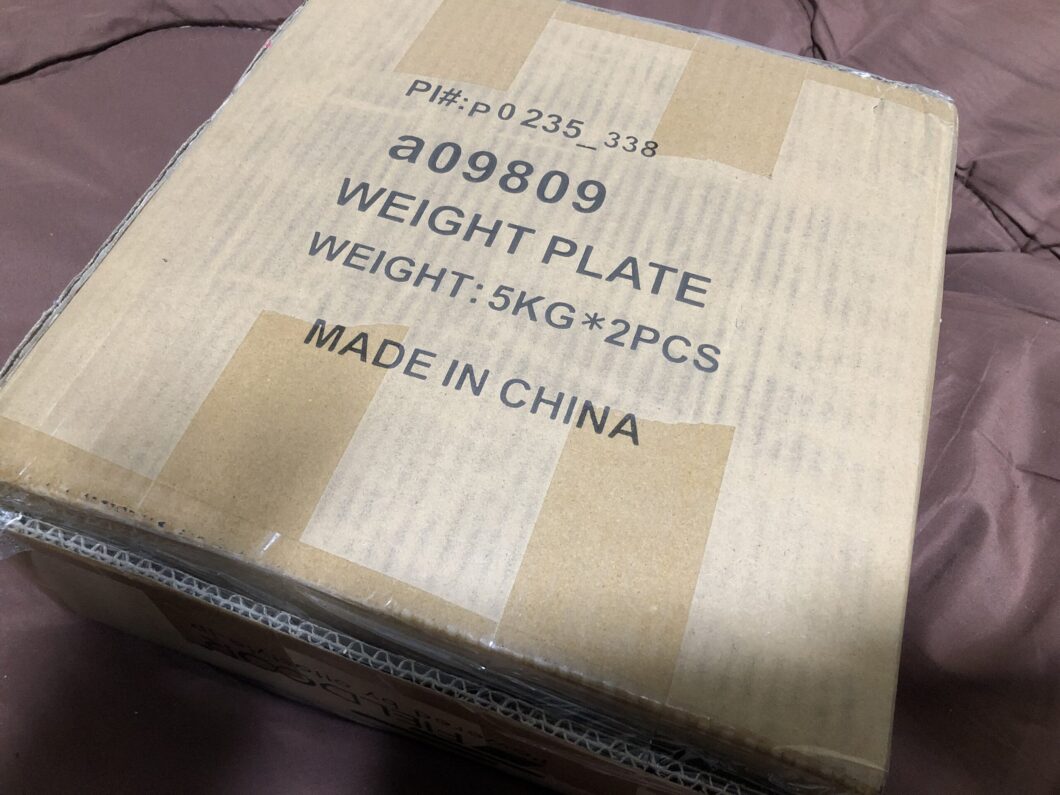 PI#:P0235_338
a09809
WEIGHT PLATE
WEIGHT:5KG*2PCS
MADE IN CHINA